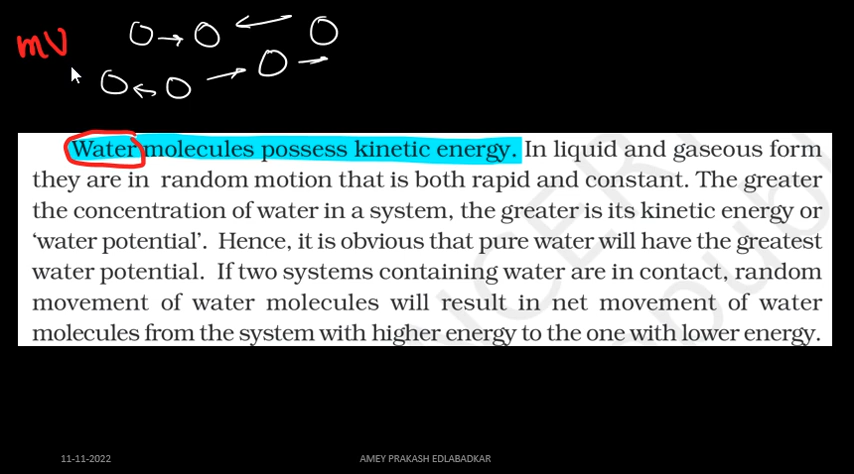 mV
Water molecules possess kinetic energy. In liquid and gaseous form
they are in random motion that is both rapid and constant. The greater
the concentration of water in a system, the greater is its kinetic energy or
‘water potential’. Hence, it is obvious that pure water will have the greatest
water potential. If two systems containing water are in contact, random
movement of water molecules will result in net movement of water
molecules from the system with higher energy to the one with lower energy.
11-11-2022
AMEY PRAKASH EDLABADKAR